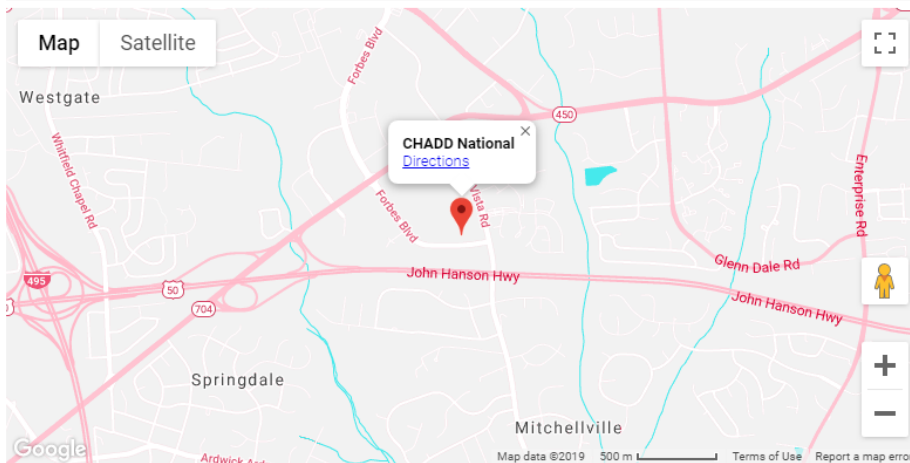 Map
Satellite
Westgate
Whitfield Chapel Rd
Forbes Blvd
450
CHADD National
Directions
Vista Rd
Enterprise Rd
Forbes Blvd
Glenn Dale Rd
495
50
John Hanson Hwy
John Hanson Hwy
704
Springdale
Mitchellville
Google
Map data ©2019
500 m
Terms of Use
Report a map error